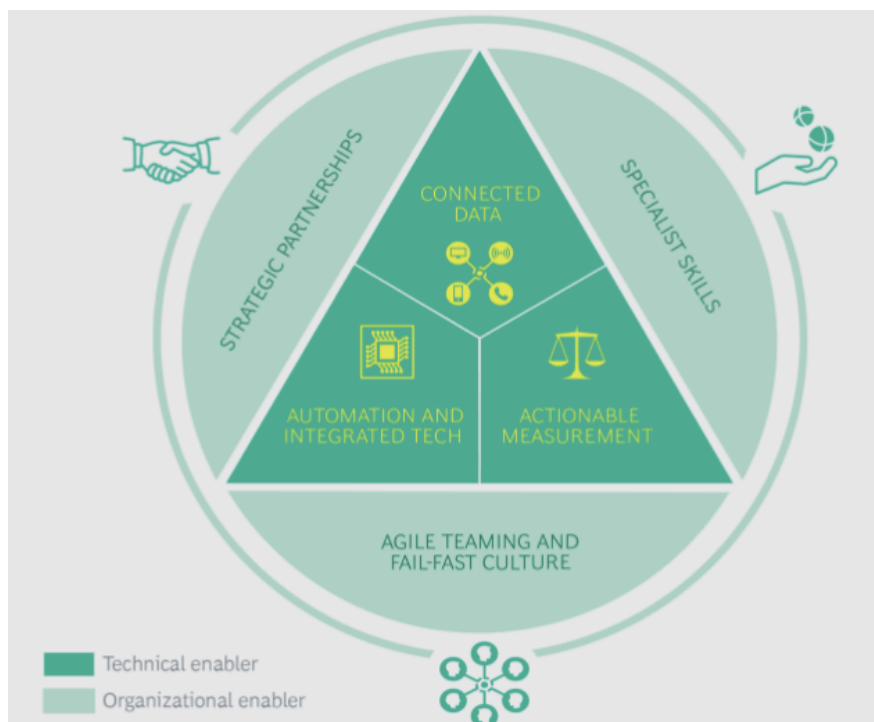 STRATEGIC PARTNERSHIPS
SPECIALIST SKILLS
CONNECTED
DATA
AUTOMATION AND
INTEGRATED TECH
ACTIONABLE
MEASUREMENT
AGILE TEAMING AND
FAIL-FAST CULTURE
Technical enabler
Organizational enabler